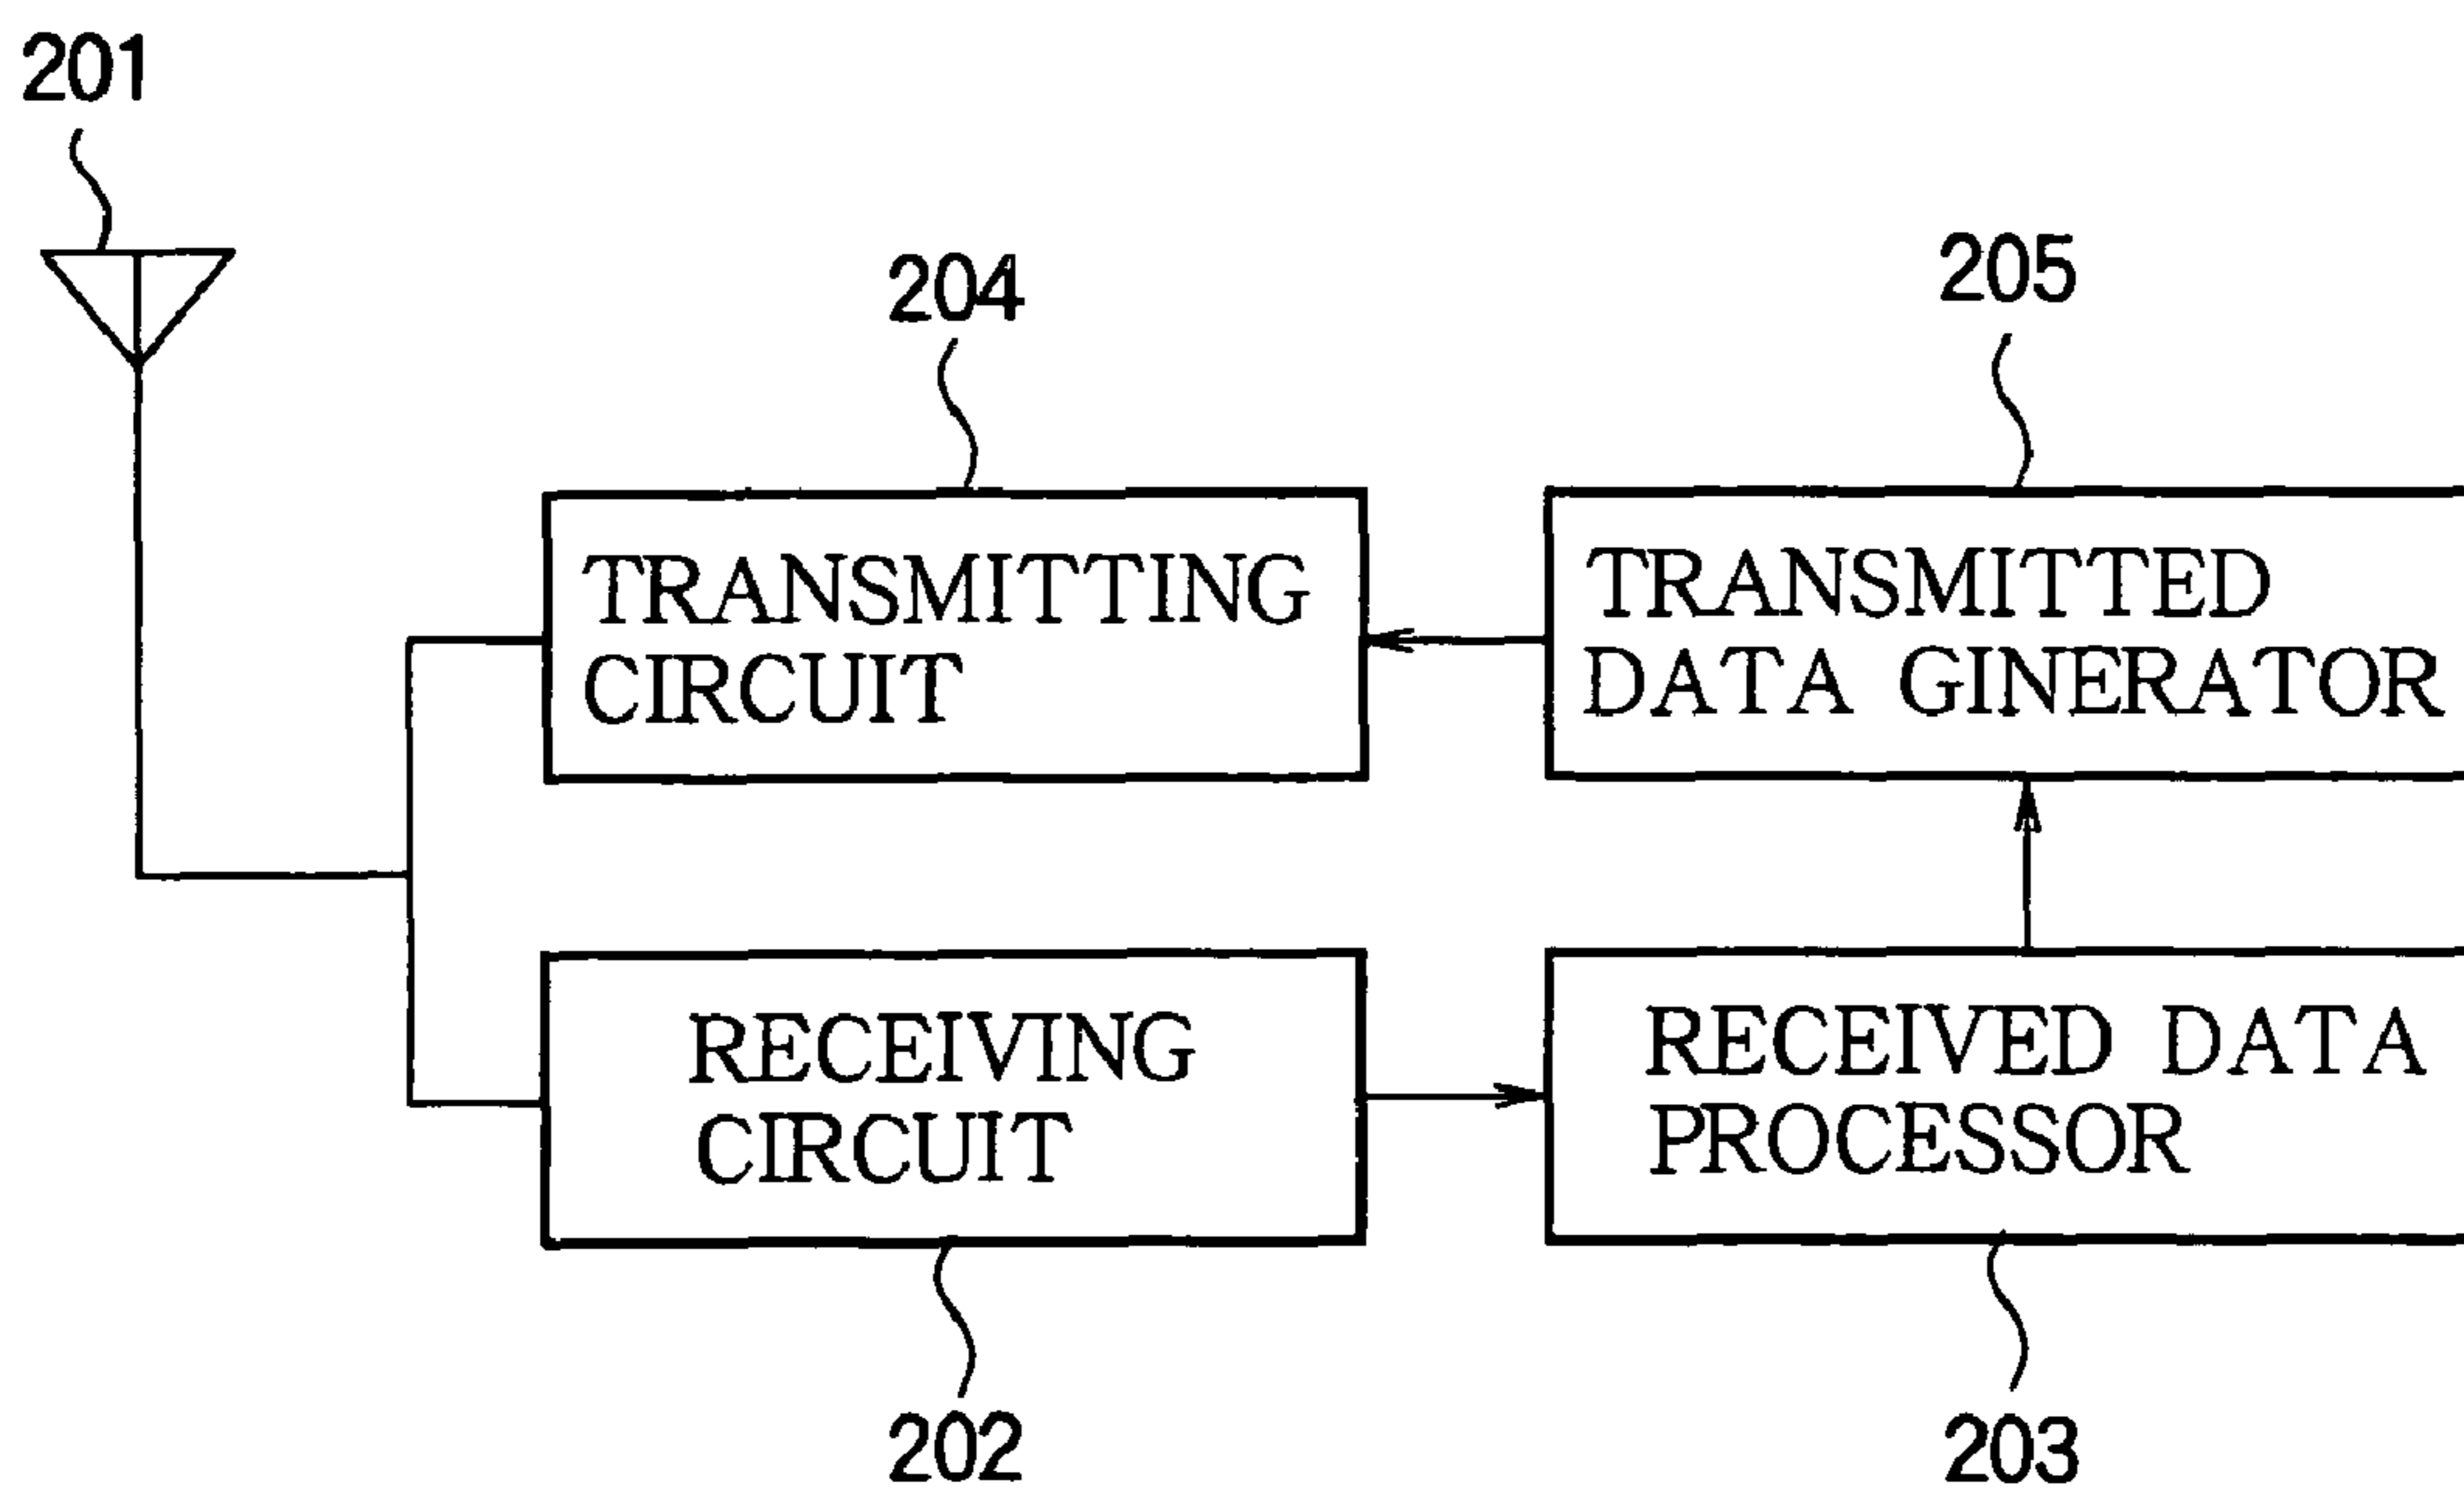 201
204
205
TRANSMITTING
CIRCUIT
TRANSMITTED
DATA GINERATOR
RECEIVING
CIRCUIT
RECEIVED DATA
PROCESSOR
202
203